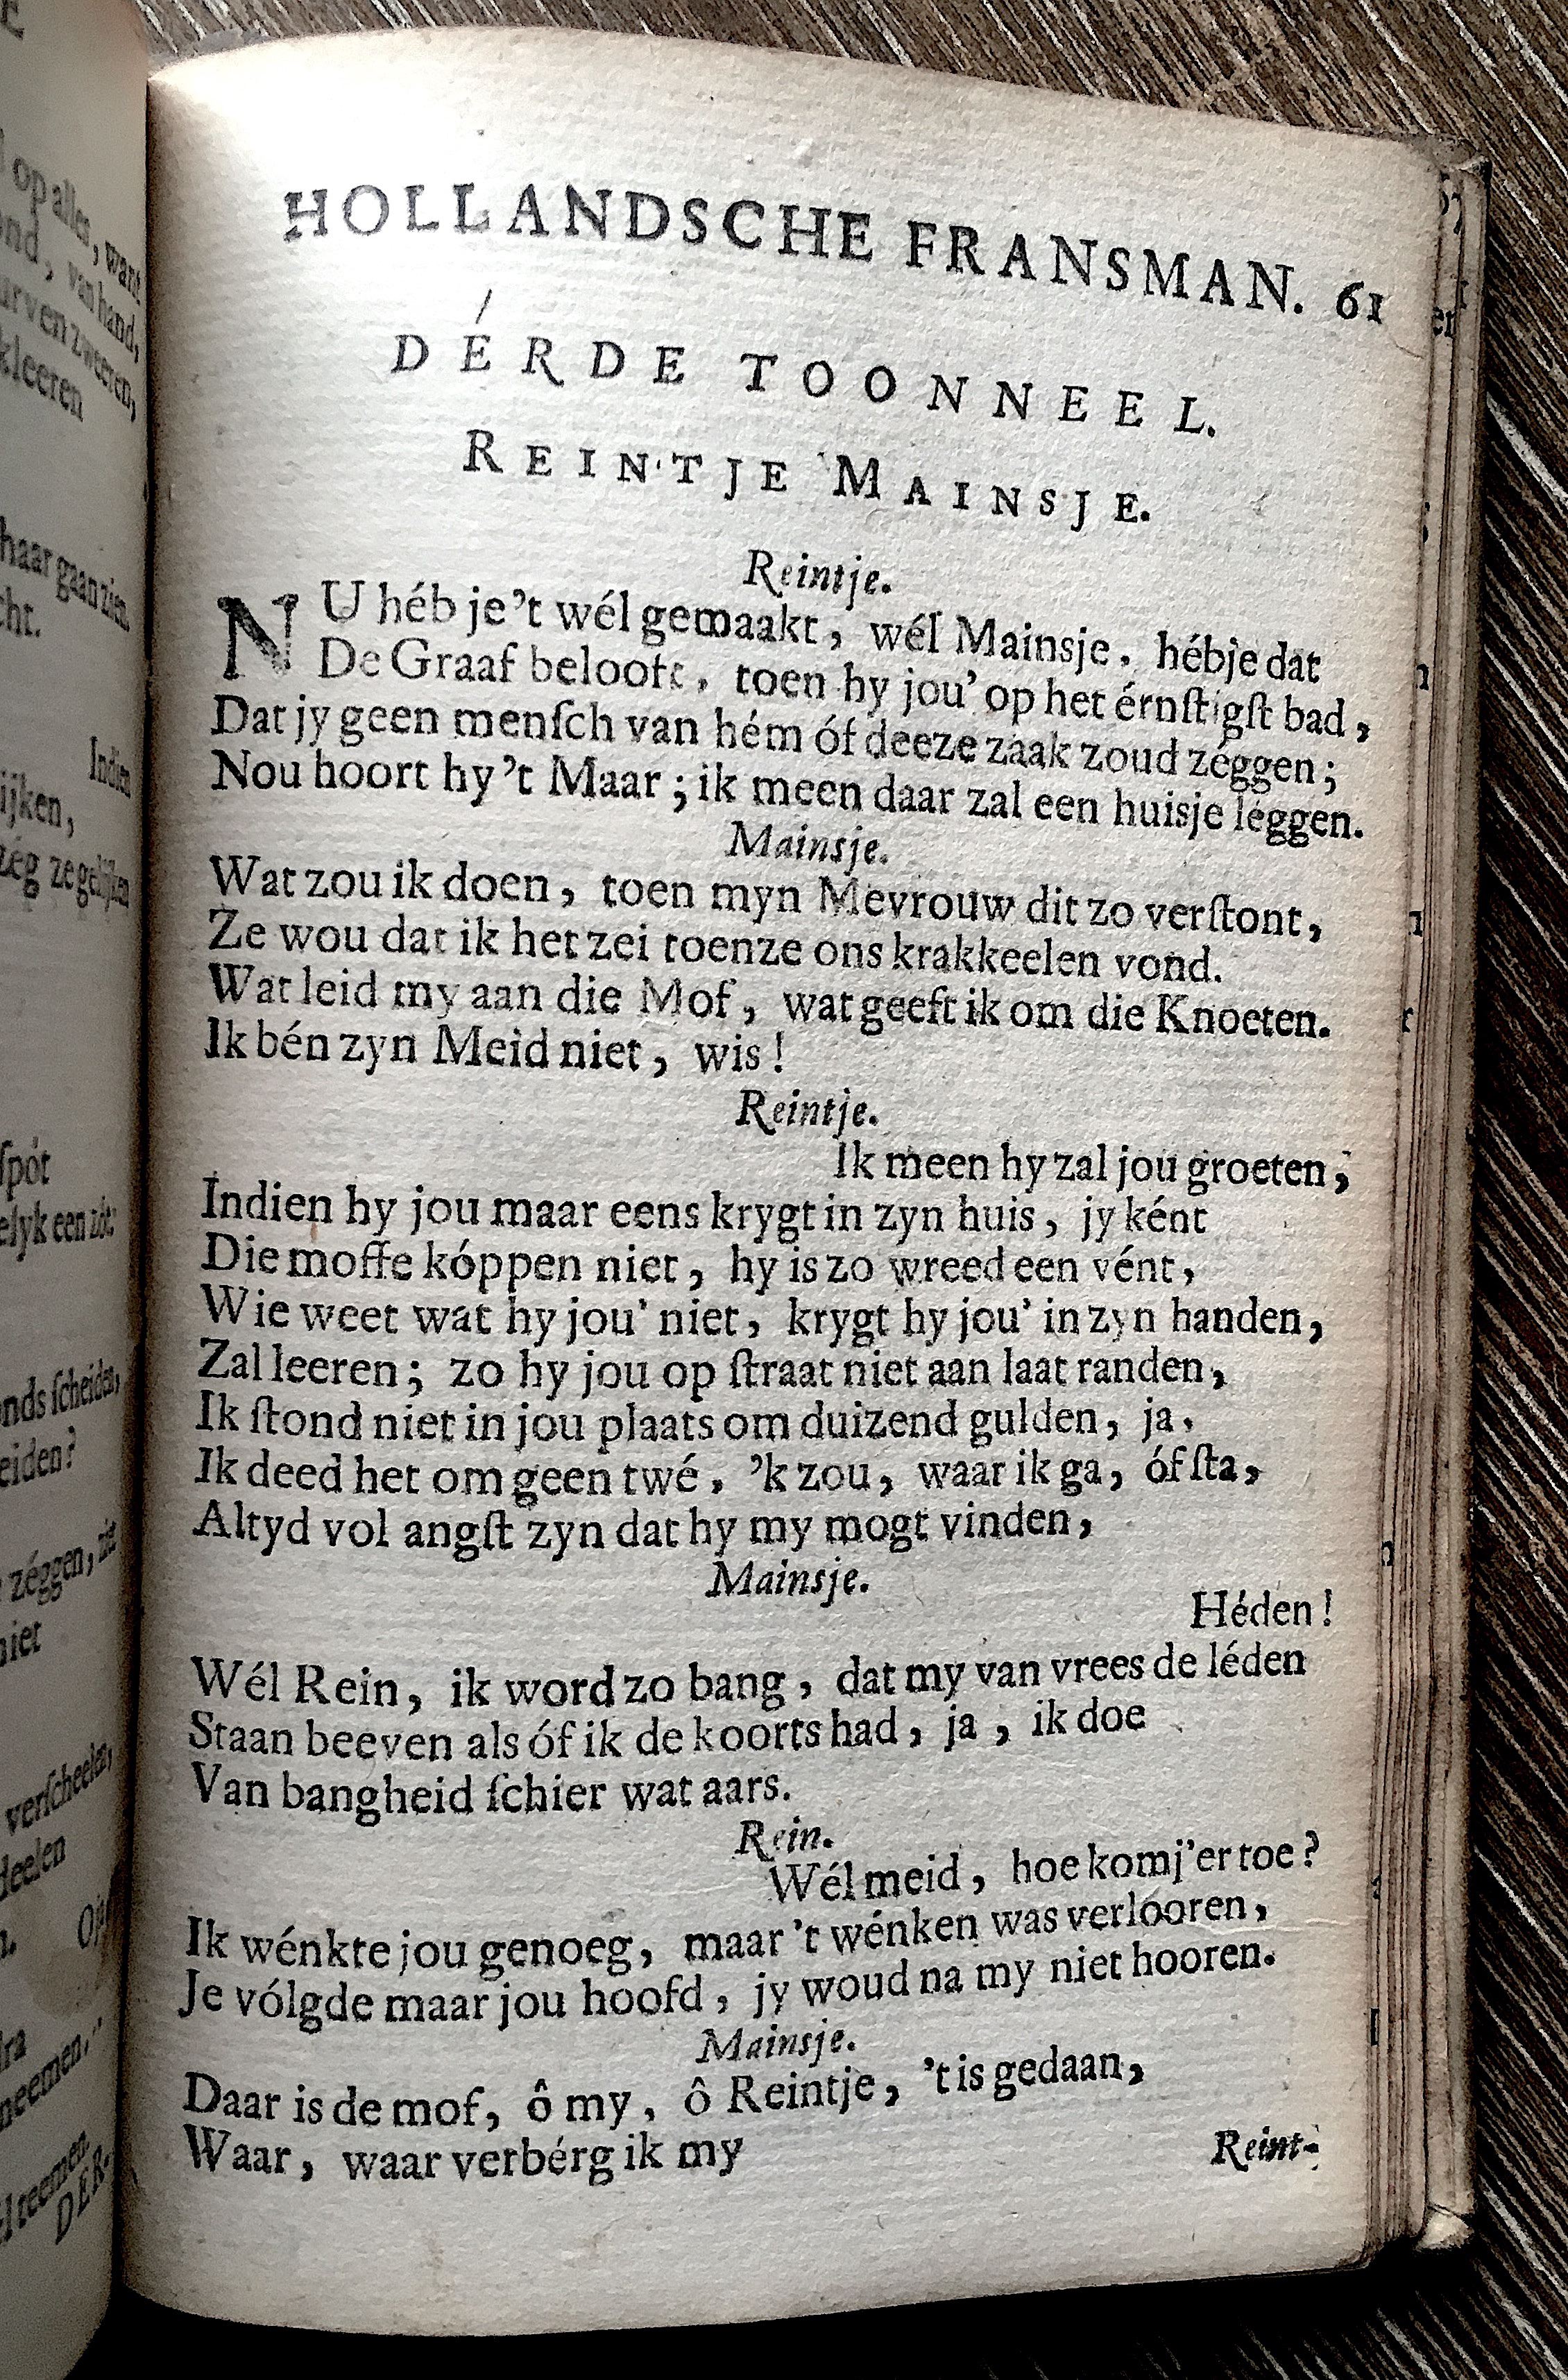 HOLLANDSCHE FRANSMAN. 61
DÉRDE TOONNEEL.
REINTJE MAINSJE.
Reintje.
NU héb je 't wél gemaakt, wél Mainsje, hébje dat
De Graaf belooft, toen hy jou' op het érnſtigſt bad,
Dat jy geen menſch van hém óf deeze zaak zoud zéggen;
Nou hoort hy 't Maar; ik meen daar zal een huisje léggen.
Mainsje.
Wat zou ik doen, toen myn Mevrouw dit zo verſtont,
Ze wou dat ik het zei toenze ons krakkeelen vond.
Wat leid my aan die Mof, wat geeft ik om die Knoeten.
Ik bén zyn Meid niet, wis!
Reintje.
Ik meen hy zal jou groeten,
Indien hy jou maar eens krygt in zyn huis, jyként
Die moffe kóppen niet, hy is zo wreed een vént,
Wie weet wat hy jou' niet, krygt hy jou' in zyn handen,
Zal leeren; zo hy jou op ſtraat niet aan laat randen,
Ik ſtond niet in jou plaats om duizend gulden, ja,
Ik deed het om geen twé, 'k zou, waar ik ga, óf ſta,
Altyd vol angſt zyn dat hy my mogt vinden,
Mainsje.
Héden!
Wél Rein, ik word zo bang, dat my van vrees de léden
Staan beeven als óf ik de koorts had, ja, ik doe
Van bangheid ſchier wat aars.
Rein.
Wél meid, hoe komj'er toe?
Ik wénkte jou genoeg, maar 't wénken was verlooren,
Je vólgde maar jou hoofd, jy woud na my niet hooren.
Mainsje.
Daar is de mof, ô my, ô Reintje, 't is gedaan,
Waar, waar verbérg ik my
Reint-